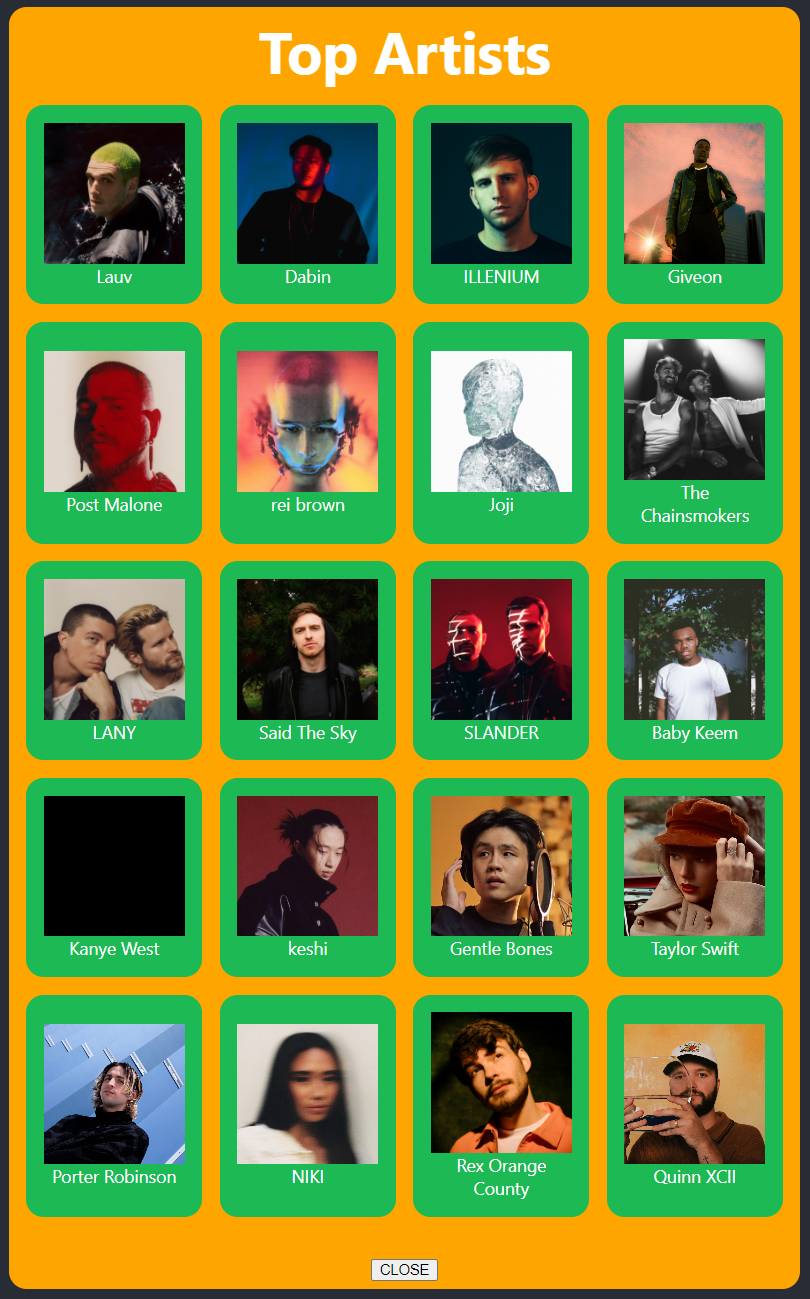 Top Artists
Lauv
Dabin
ILLENIUM
Giveon
Post Malone
rei brown
Joji
The
Chainsmokers
LANY
Said The Sky
SLANDER
Baby Keem
Kanye West
keshi
Gentle Bones
Taylor Swift
Porter Robinson
NIKI
Rex Orange
County
Quinn XCII
CLOSE